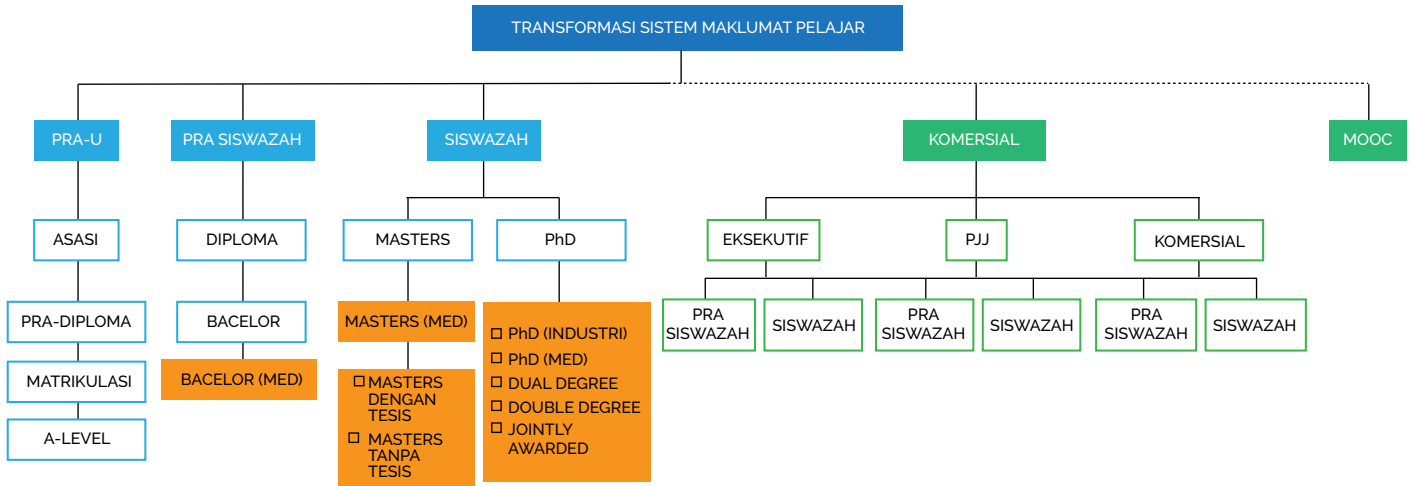 TRANSFORMASI SISTEM MAKLUMAT PELAJAR
PRA-U
PRA SISWAZAH
SISWAZAH
KOMERSIAL
MOOC
ASASI
DIPLOMA
MASTERS
PhD
EKSEKUTIF
PJJ
KOMERSIAL
PRA-DIPLOMA
BACELOR
MASTERS (MED)
MATRIKULASI
BACELOR (MED)
A-LEVEL
MASTERS
DENGAN
TESIS
MASTERS
TANPA
TESIS
PhD (INDUSTRI)
PhD (MED)
DUAL DEGREE
DOUBLE DEGREE
JOINTLY
AWARDED
PRA
SISWAZAH
SISWAZAH
PRA
SISWAZAH
SISWAZAH
PRA
SISWAZAH
SISWAZAH